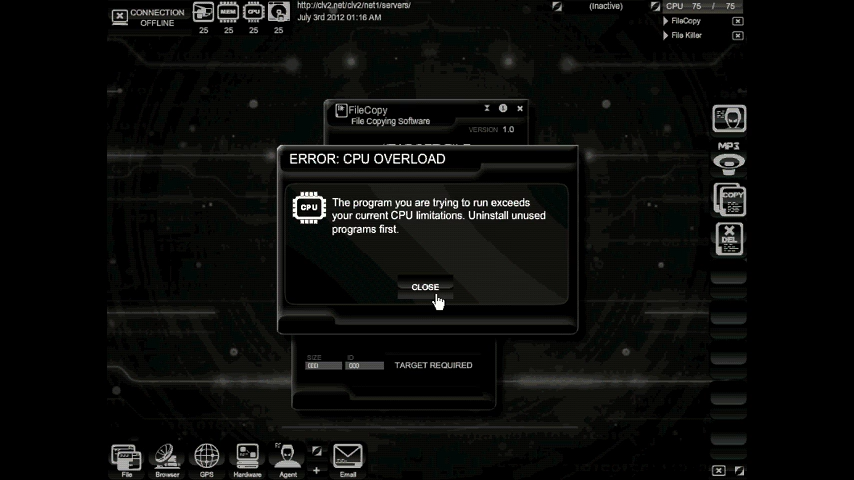 CONNECTION
OFFLINE
MEM
CPU
25
25
25
25
http://clv2.net/clv2/net1/servers/
July 3rd 2012 01:16 AM
(Inactive)
CPU 75 / 75
FileCopy
File Killer
FileCopy
File Copying Software
VERSION 1.0
ERROR: CPU OVERLOAD
CPU
The program you are trying to run exceeds
your current CPU limitations. Uninstall unused
programs first.
CLOSE
SIZE
ID
000
000
TARGET REQUIRED
MP3
COPY
DEL
File
Browser
GPS
Hardware
Agent
Email